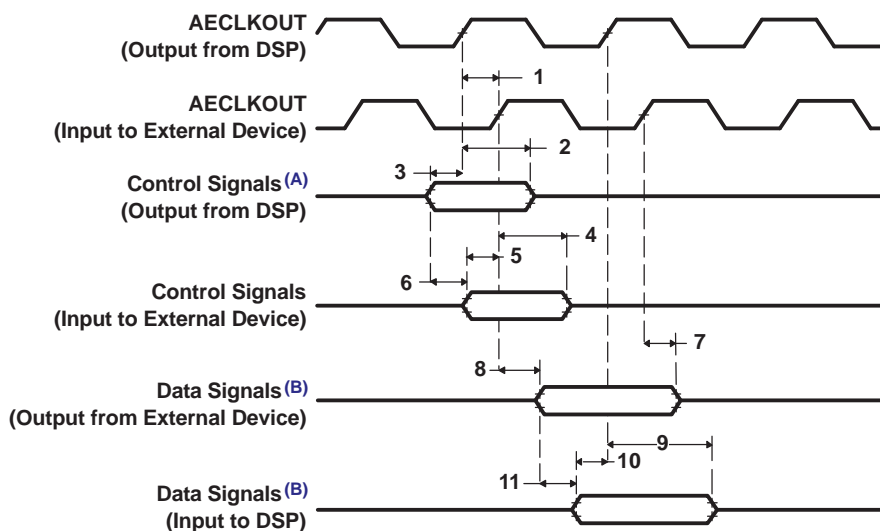 AECLKOUT
(Output from DSP)
1
AECLKOUT
(Input to External Device)
2
3
Control Signals (A)
(Output from DSP)
4
5
6
Control Signals
(Input to External Device)
7
8
Data Signals (B)
(Output from External Device)
9
10
11
Data Signals (B)
(Input to DSP)